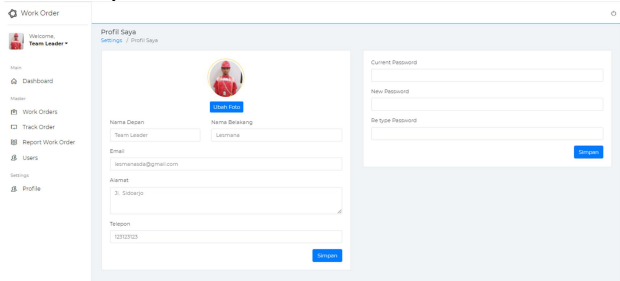 Work Order
Welcome,
Team Leader
Main
Dashboard
Master
Work Orders
Track Order
Report Work Order
Users
Settings
Profile
Profil Saya
Settings / Profil Saya
Ubah Foto
Nama Depan
Nama Belakang
Team Leader
Lesmana
Email
lesmanasda@gmail.com
Alamat
Jl. Sidoarjo
Telepon
123123123
Simpan
Current Password
New Password
Re type Password
Simpan